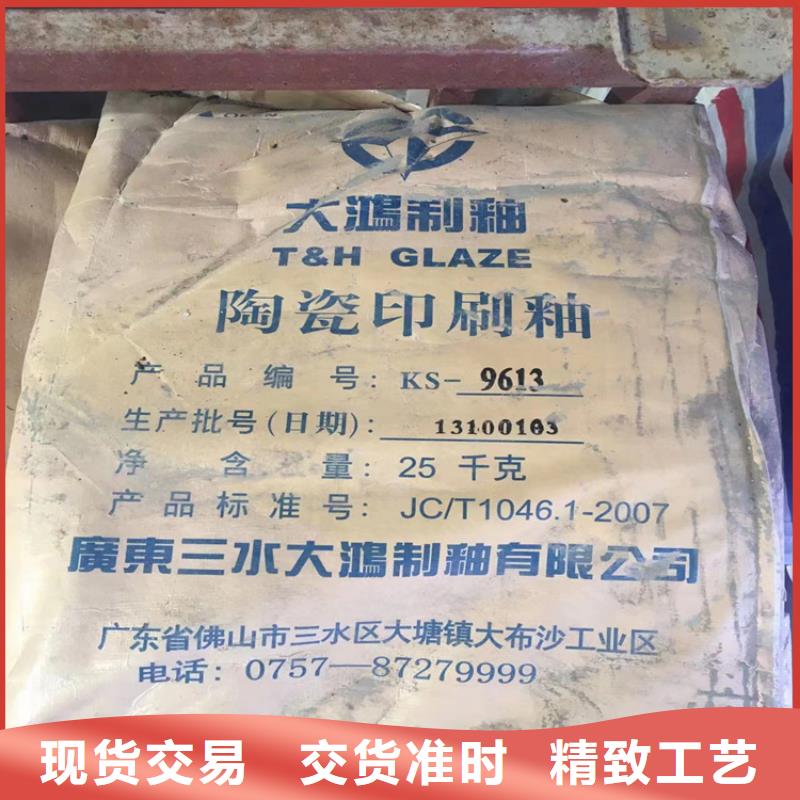 OPEN
大鴻制釉
T&H GLAZE
陶瓷印刷釉
产品编号: KS- 9613
生产批号(日期): 13100103
净含量: 25 千克
产品标准号: JC/T1046.1-2007
廣東三水大鴻制釉有限公司
广东省佛山市三水区大塘镇大布沙工业区
电话: 0757—87279999
现货交易 交货准时 精致工艺